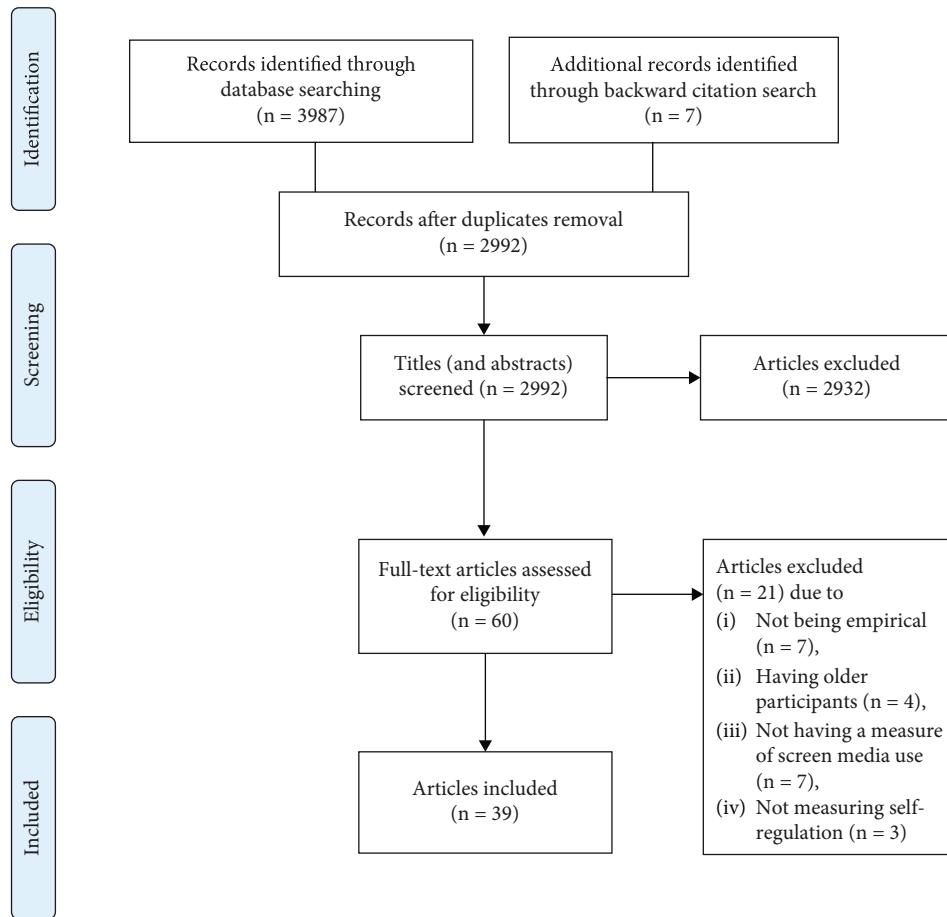 Identification
Records identified through
database searching
(n = 3987)
Additional records identified
through backward citation search
(n = 7)
Records after duplicates removal
(n = 2992)
Screening
Titles (and abstracts)
screened (n = 2992)
Articles excluded
(n = 2932)
Eligibility
Full-text articles assessed
for eligibility
(n = 60)
Articles excluded
(n = 21) due to
(i) Not being empirical
(n = 7),
(ii) Having older
participants (n = 4),
(iii) Not having a measure
of screen media use
(n = 7),
(iv) Not measuring self-
regulation (n = 3)
Included
Articles included
(n = 39)